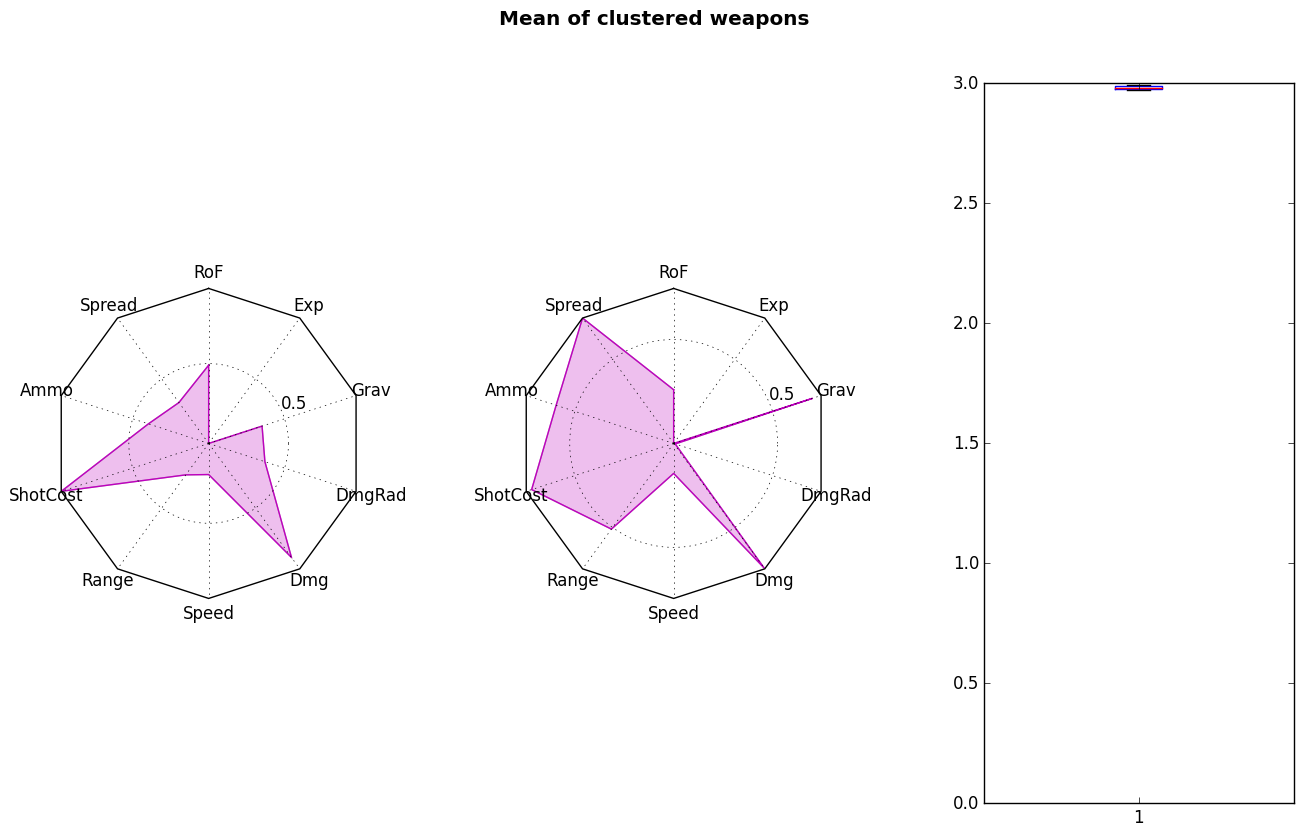 Mean of clustered weapons
RoF
Exp
Grav
DmgRad
Dmg
Speed
Range
ShotCost
Ammo
Spread
0.5
RoF
Exp
Grav
DmgRad
Dmg
Speed
Range
ShotCost
Ammo
Spread
0.5
3.0
2.5
2.0
1.5
1.0
0.5
0.0
1